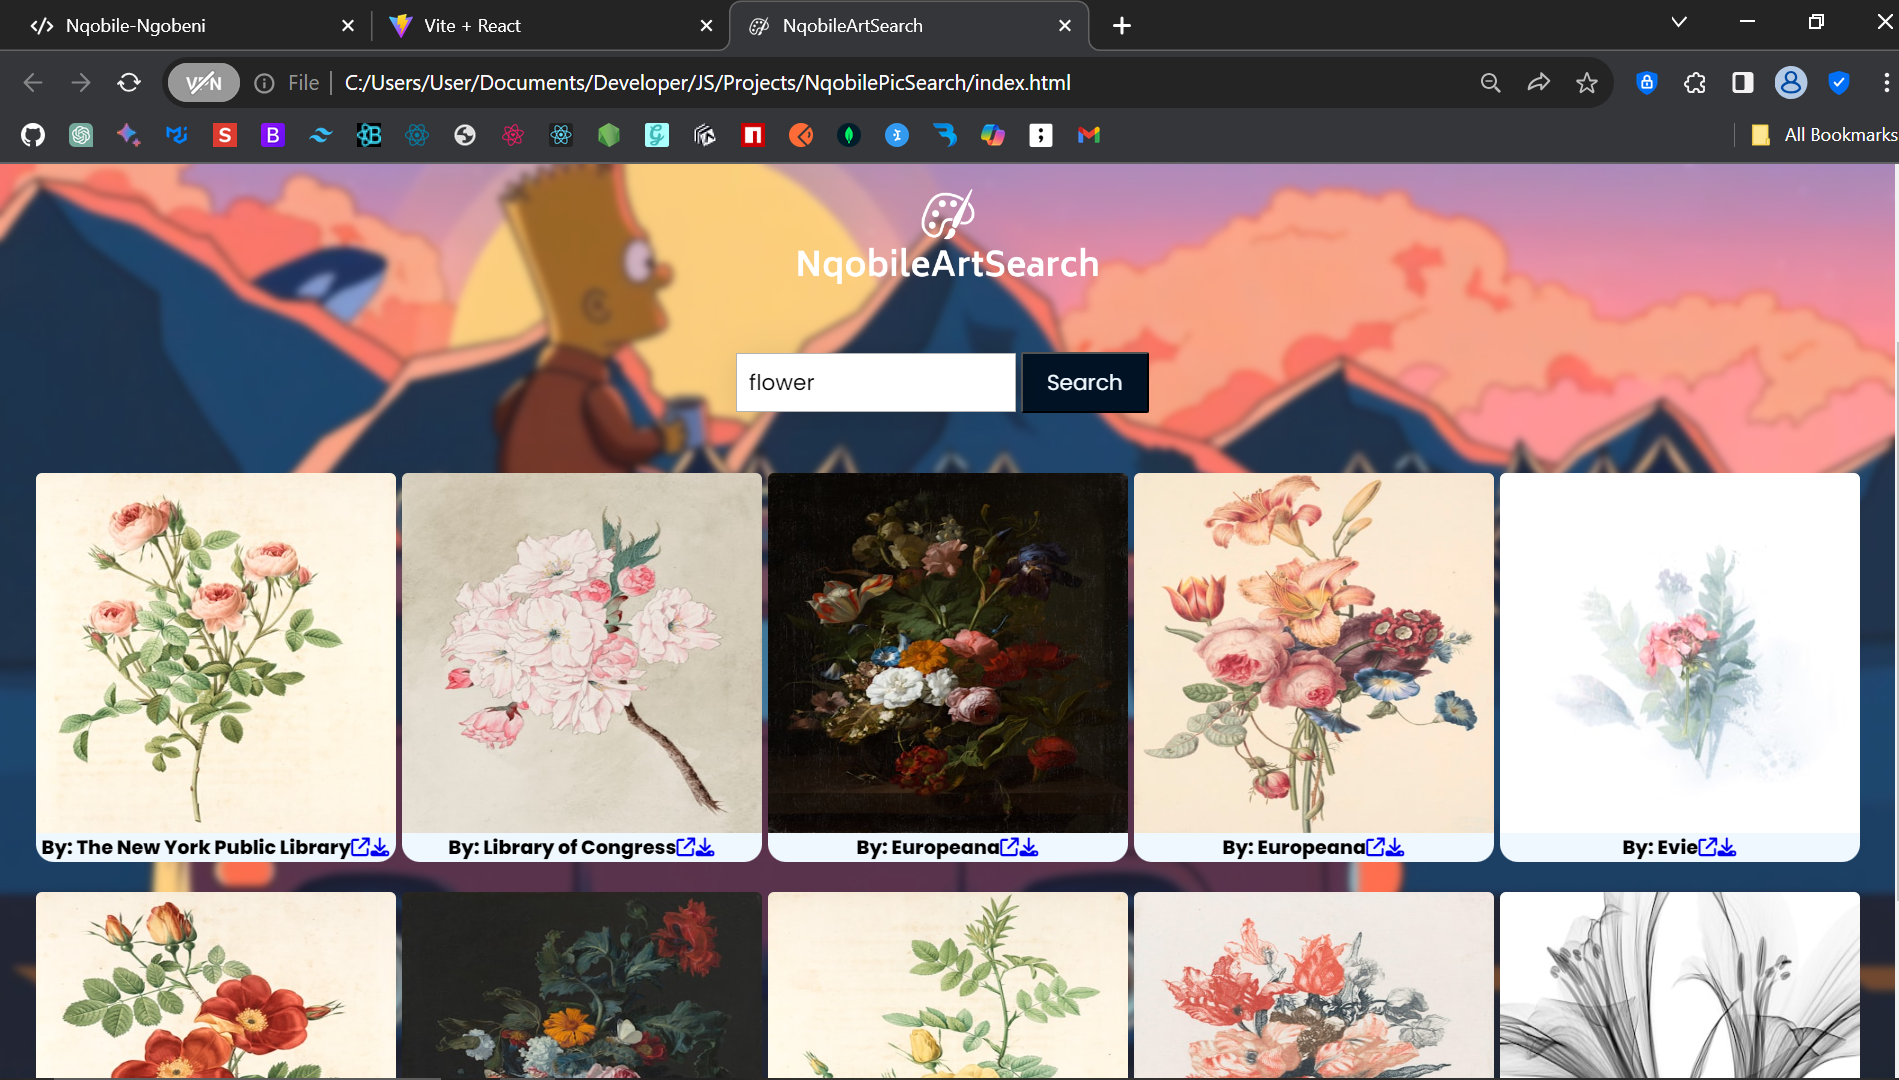 Nqobile-Ngobeni
Vite + React
NqobileArtSearch
VPN
File
C:/Users/User/Documents/Developer/JS/Projects/NqobilePicSearch/index.html
S
B
B
All Bookmarks
NqobileArtSearch
flower
Search
By: The New York Public Library
By: Library of Congress
By: Europeana
By: Europeana
By: Evie